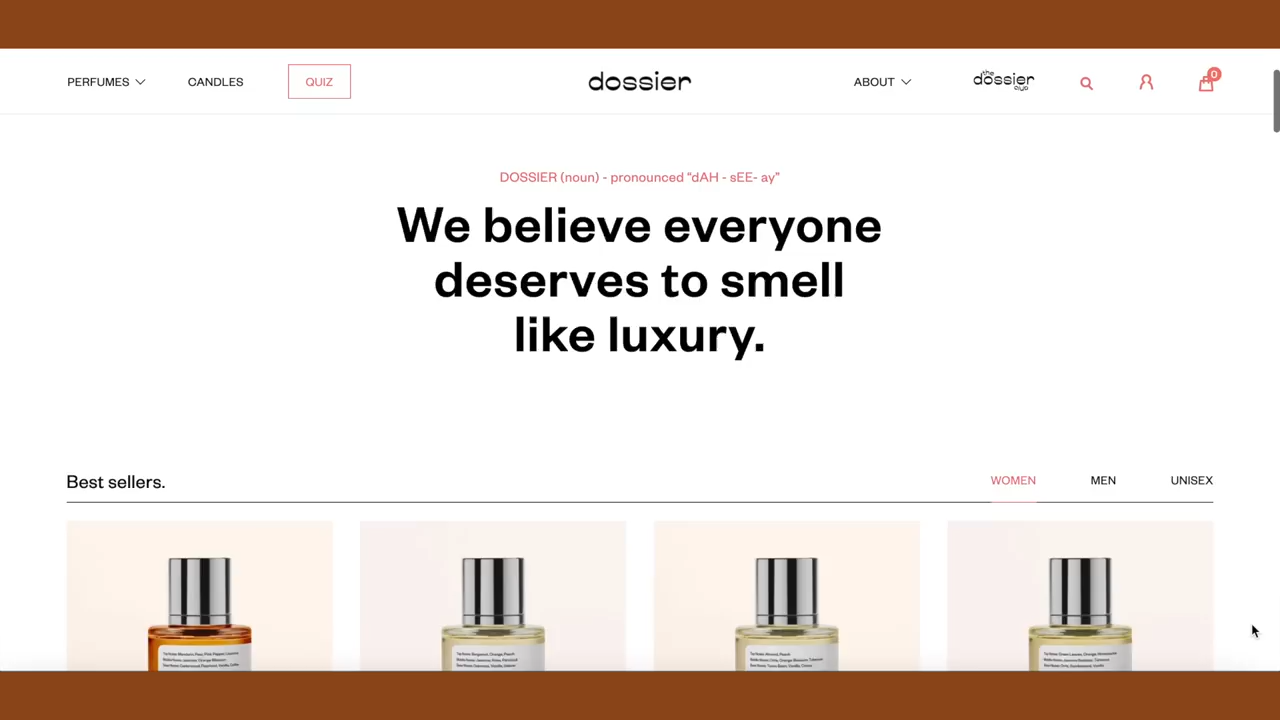 PERFUMES
CANDLES
QUIZ
dossier
ABOUT
the
dossier
0
DOSSIER (noun) - pronounced “dAH - sEE- ay”
We believe everyone
deserves to smell
like luxury.
Best sellers.
WOMEN
MEN
UNISEX